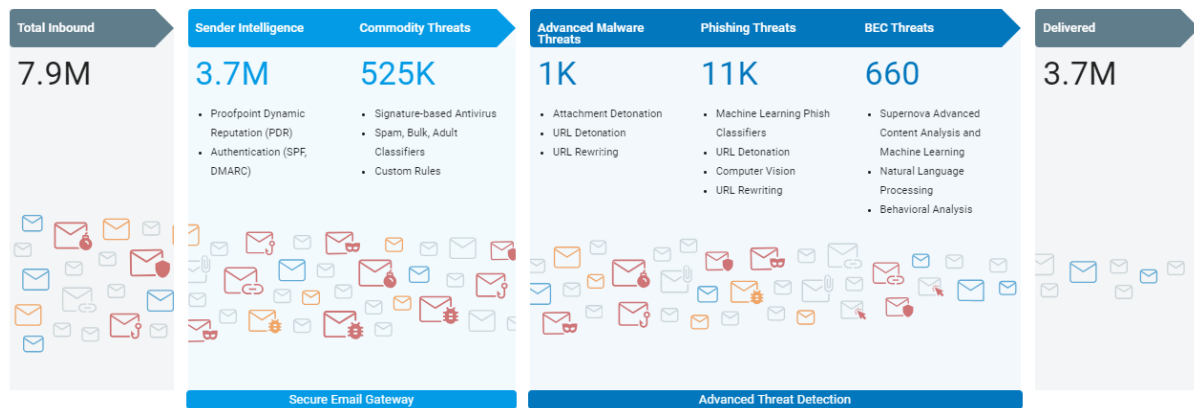 Total Inbound
7.9M
Sender Intelligence
3.7M
• Proofpoint Dynamic
Reputation (PDR)
• Authentication (SPF,
DMARC)
Commodity Threats
525K
• Signature-based Antivirus
• Spam, Bulk, Adult
Classifiers
• Custom Rules
Secure Email Gateway
Advanced Malware
Threats
1K
• Attachment Detonation
• URL Detonation
• URL Rewriting
Phishing Threats
11K
• Machine Learning Phish
Classifiers
• URL Detonation
• Computer Vision
• URL Rewriting
BEC Threats
660
• Supernova Advanced
Content Analysis and
Machine Learning
• Natural Language
Processing
• Behavioral Analysis
Advanced Threat Detection
Delivered
3.7M